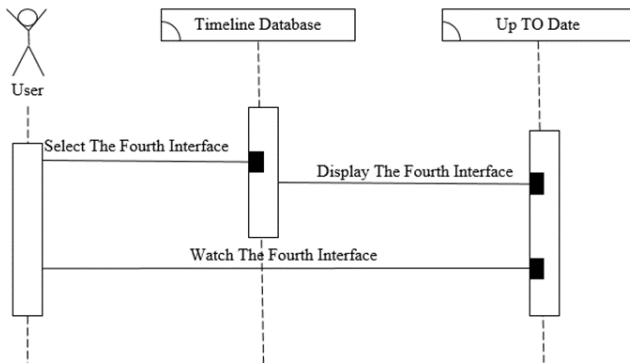 Timeline Database
Up TO Date
User
Select The Fourth Interface
Display The Fourth Interface
Watch The Fourth Interface